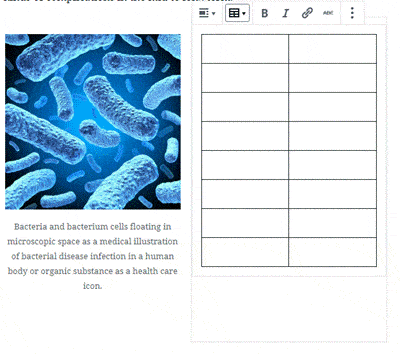 B I ABC
Bacteria and bacterium cells floating in
microscopic space as a medical illustration
of bacterial disease infection in a human
body or organic substance as a health care
icon.